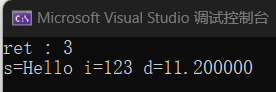 Microsoft Visual Studio 调试控制台
ret : 3
s=Hello i=123 d=11.200000